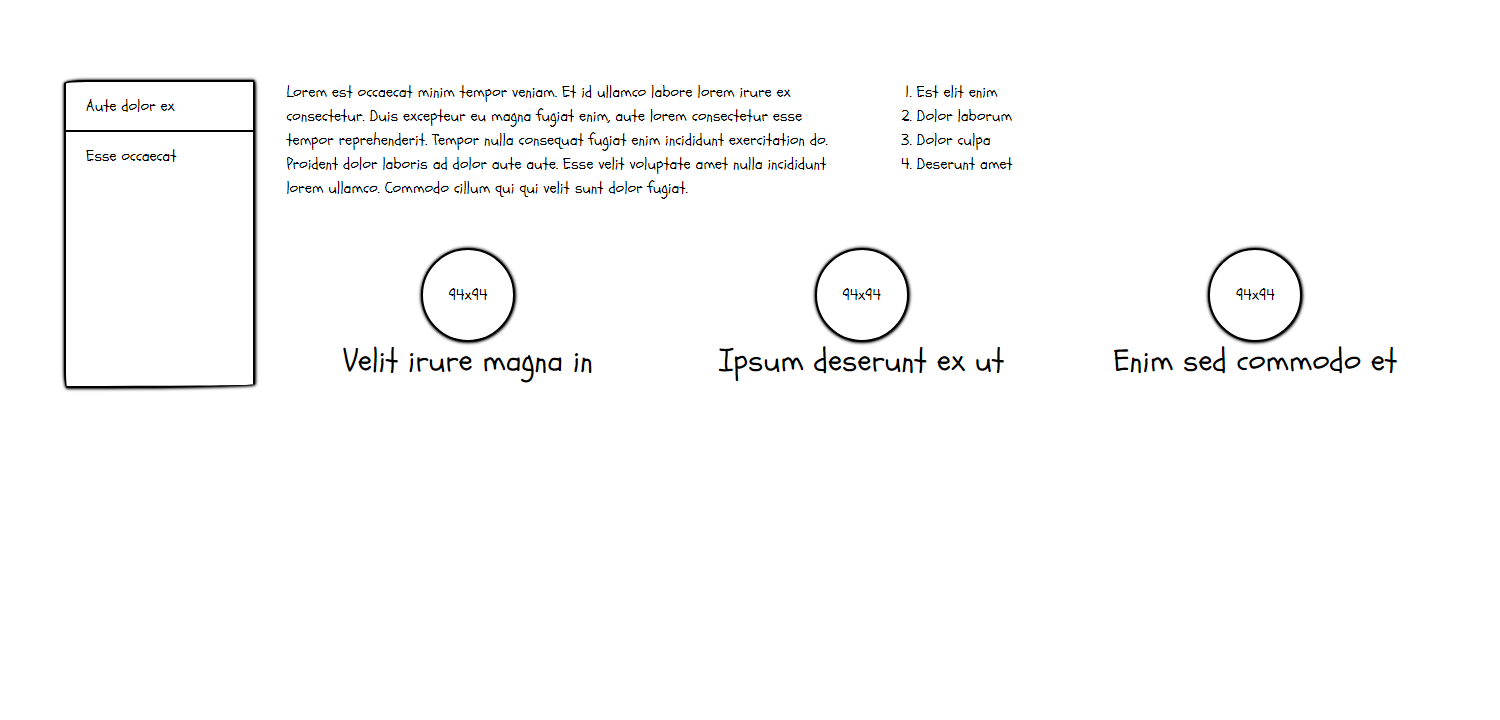 Aute dolor ex
Esse occaecat
Lorem est occaecat minim tempor veniam. Et id ullamco labore lorem irure ex
consectetur. Duis excepteur eu magna fugiat enim, aute lorem consectetur esse
tempor reprehenderit. Tempor nulla consequat fugiat enim incididunt exercitation do.
Proident dolor laboris ad dolor aute aute. Esse velit voluptate amet nulla incididunt
lorem ullamco. Commodo cillum qui qui velit sunt dolor fugiat.
1. Est elit enim
2. Dolor laborum
3. Dolor culpa
4. Deserunt amet
94x94
Velit irure magna in
94x94
Ipsum deserunt ex ut
94x94
Enim sed commodo et